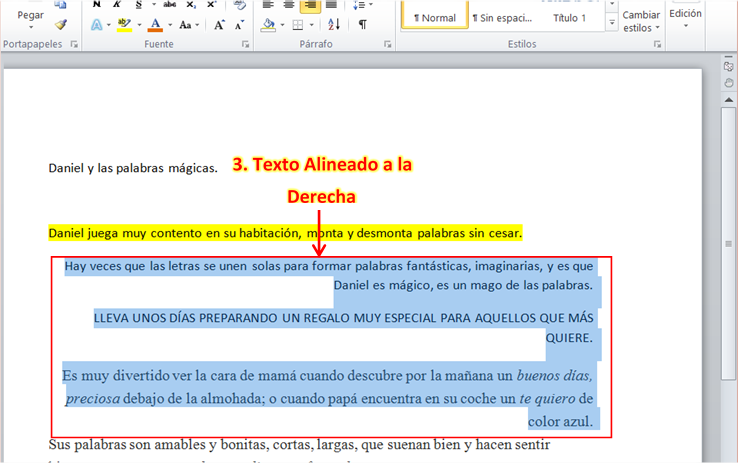 Pegar
N K S abc x₂ x²
A ab A Aa A A
Portapapeles
Fuente
Párrafo
Estilos
¶ Normal
¶ Sin espaci...
Título 1
Cambiar
estilos
Edición
Daniel y las palabras mágicas.
3. Texto Alineado a la
Derecha
Daniel juega muy contento en su habitación, monta y desmonta palabras sin cesar.
Hay veces que las letras se unen solas para formar palabras fantásticas, imaginarias, y es que
Daniel es mágico, es un mago de las palabras.
LLEVA UNOS DÍAS PREPARANDO UN REGALO MUY ESPECIAL PARA AQUELLOS QUE MÁS
QUIERE.
Es muy divertido ver la cara de mamá cuando descubre por la mañana un buenos días,
preciosa debajo de la almohada; o cuando papá encuentra en su coche un te quiero de
color azul.
Sus palabras son amables y bonitas, cortas, largas, que suenan bien y hacen sentir